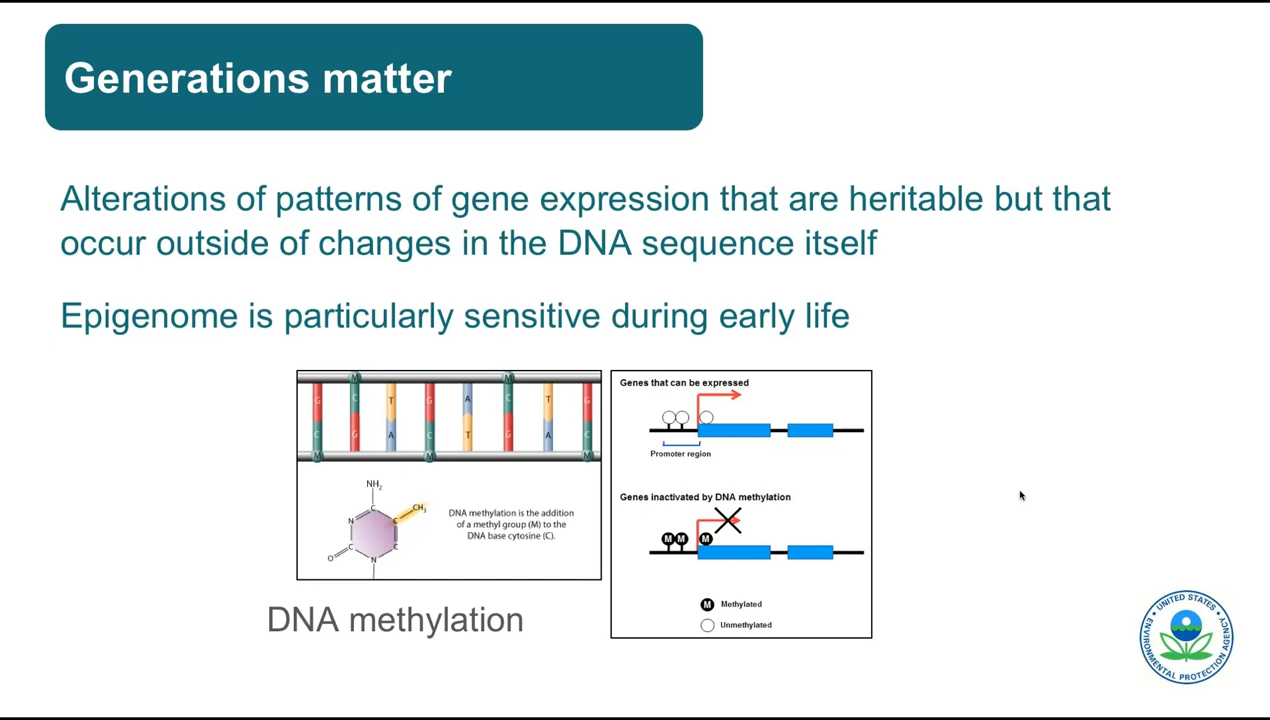 Generations matter
Alterations of patterns of gene expression that are heritable but that
occur outside of changes in the DNA sequence itself
Epigenome is particularly sensitive during early life
M M
G C T G A C T G
C G A C T G A C
M M M
NH2
C
CH3
N C
C C
O
N
DNA methylation is the addition
of a methyl group (M) to the
DNA base cytosine (C).
DNA methylation
Genes that can be expressed
Promoter region
Genes inactivated by DNA methylation
M M M
M Methylated
Unmethylated
UNITED STATES
ENVIRONMENTAL PROTECTION AGENCY